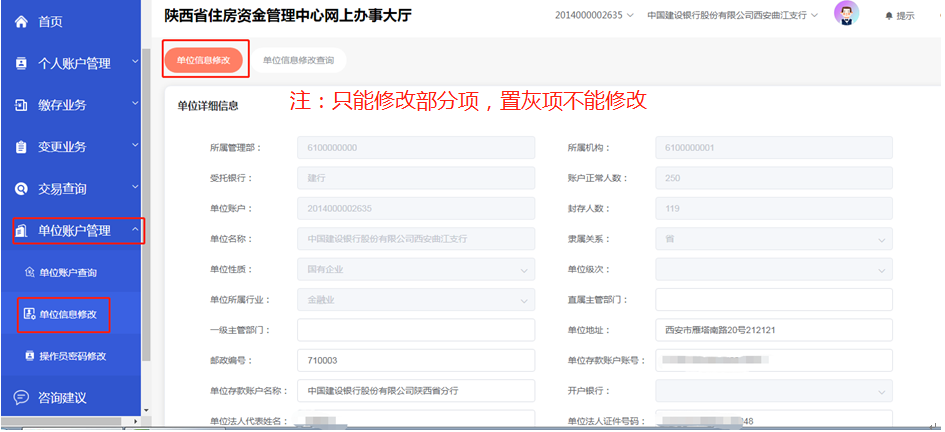 首页
个人账户管理
缴存业务
变更业务
交易查询
单位账户管理
单位账户查询
单位信息修改
操作员密码修改
咨询建议
陕西省住房资金管理中心网上办事大厅
2014000002635 中国建设银行股份有限公司西安曲江支行 提示
单位信息修改 单位信息修改查询
单位详细信息 注：只能修改部分项，置灰项不能修改
所属管理部： 6100000000 所属机构： 6100000001
受托银行： 建行 账户正常人数： 250
单位账户： 2014000002635 封存人数： 119
单位名称： 中国建设银行股份有限公司西安曲江支行 隶属关系： 省
单位性质： 国有企业 单位级次：
单位所属行业： 金融业 直属主管部门：
一级主管部门： 单位地址： 西安市雁塔南路20号212121
邮政编号： 710003 单位存款账户账号：
单位存款账户名称： 中国建设银行股份有限公司陕西省分行 开户银行：
单位法人代表姓名： 单位法人证件号码： 48